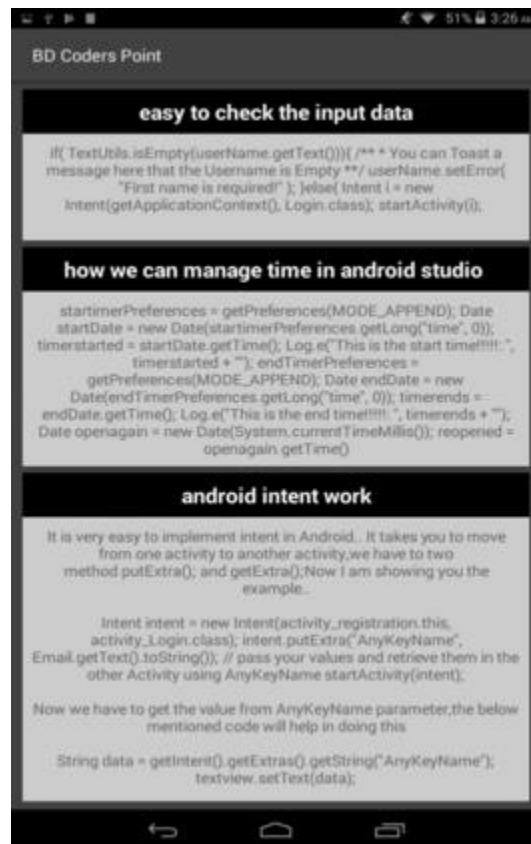 51% 3:26 AM
BD Coders Point
easy to check the input data
if( TextUtils.isEmpty(userName.getText())){ /** * You can Toast a
message here that the Username is Empty **/ userName.setError(
"First name is required!" ); }else{ Intent i = new
Intent(getApplicationContext(), Login.class); startActivity(i);
how we can manage time in android studio
startimerPreferences = getPreferences(MODE_APPEND); Date
startDate = new Date(startimerPreferences.getLong("time", 0));
timerstarted = startDate.getTime(); Log.e("This is the start time!!!!!: ",
timerstarted + ""); endTimerPreferences =
getPreferences(MODE_APPEND); Date endDate = new
Date(endTimerPreferences.getLong("time", 0)); timerends =
endDate.getTime(); Log.e("This is the end time!!!!!: ", timerends + "");
Date openagain = new Date(System.currentTimeMillis()); reopened =
openagain.getTime()
android intent work
It is very easy to implement intent in Android.. It takes you to move
from one activity to another activity,we have to two
method putExtra(); and getExtra();Now I am showing you the
example..
Intent intent = new Intent(activity_registration.this,
activity_Login.class); intent.putExtra("AnyKeyName",
Email.getText().toString()); // pass your values and retrieve them in the
other Activity using AnyKeyName startActivity(intent);
Now we have to get the value from AnyKeyName parameter,the below
mentioned code will help in doing this
String data = getIntent().getExtras().getString("AnyKeyName");
textview.setText(data);